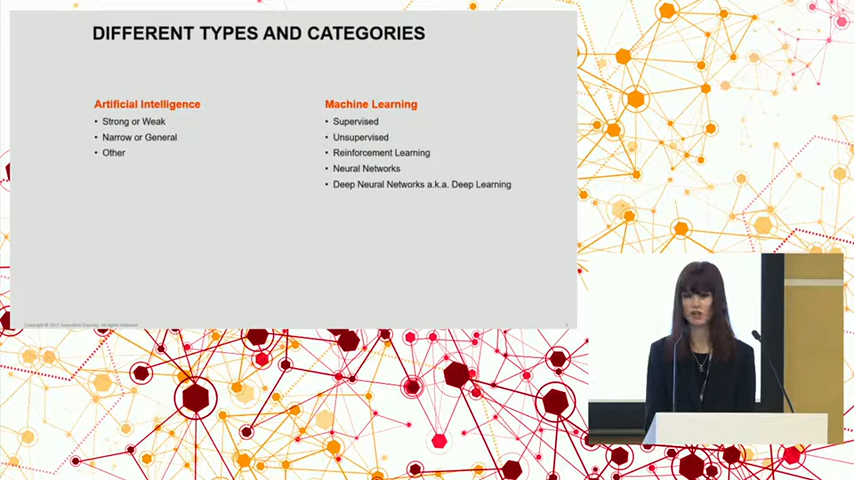 DIFFERENT TYPES AND CATEGORIES
Artificial Intelligence
• Strong or Weak
• Narrow or General
• Other
Machine Learning
• Supervised
• Unsupervised
• Reinforcement Learning
• Neural Networks
• Deep Neural Networks a.k.a. Deep Learning